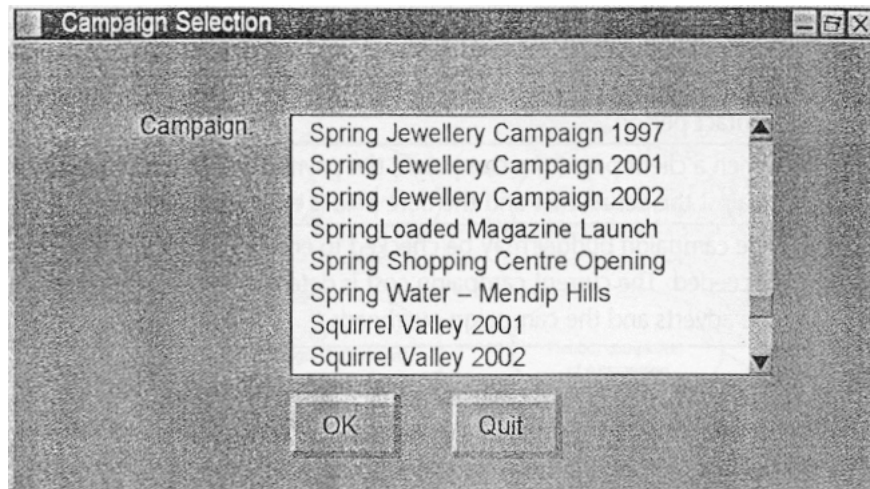 Campaign Selection
Campaign:
Spring Jewellery Campaign 1997
Spring Jewellery Campaign 2001
Spring Jewellery Campaign 2002
SpringLoaded Magazine Launch
Spring Shopping Centre Opening
Spring Water – Mendip Hills
Squirrel Valley 2001
Squirrel Valley 2002
OK
Quit